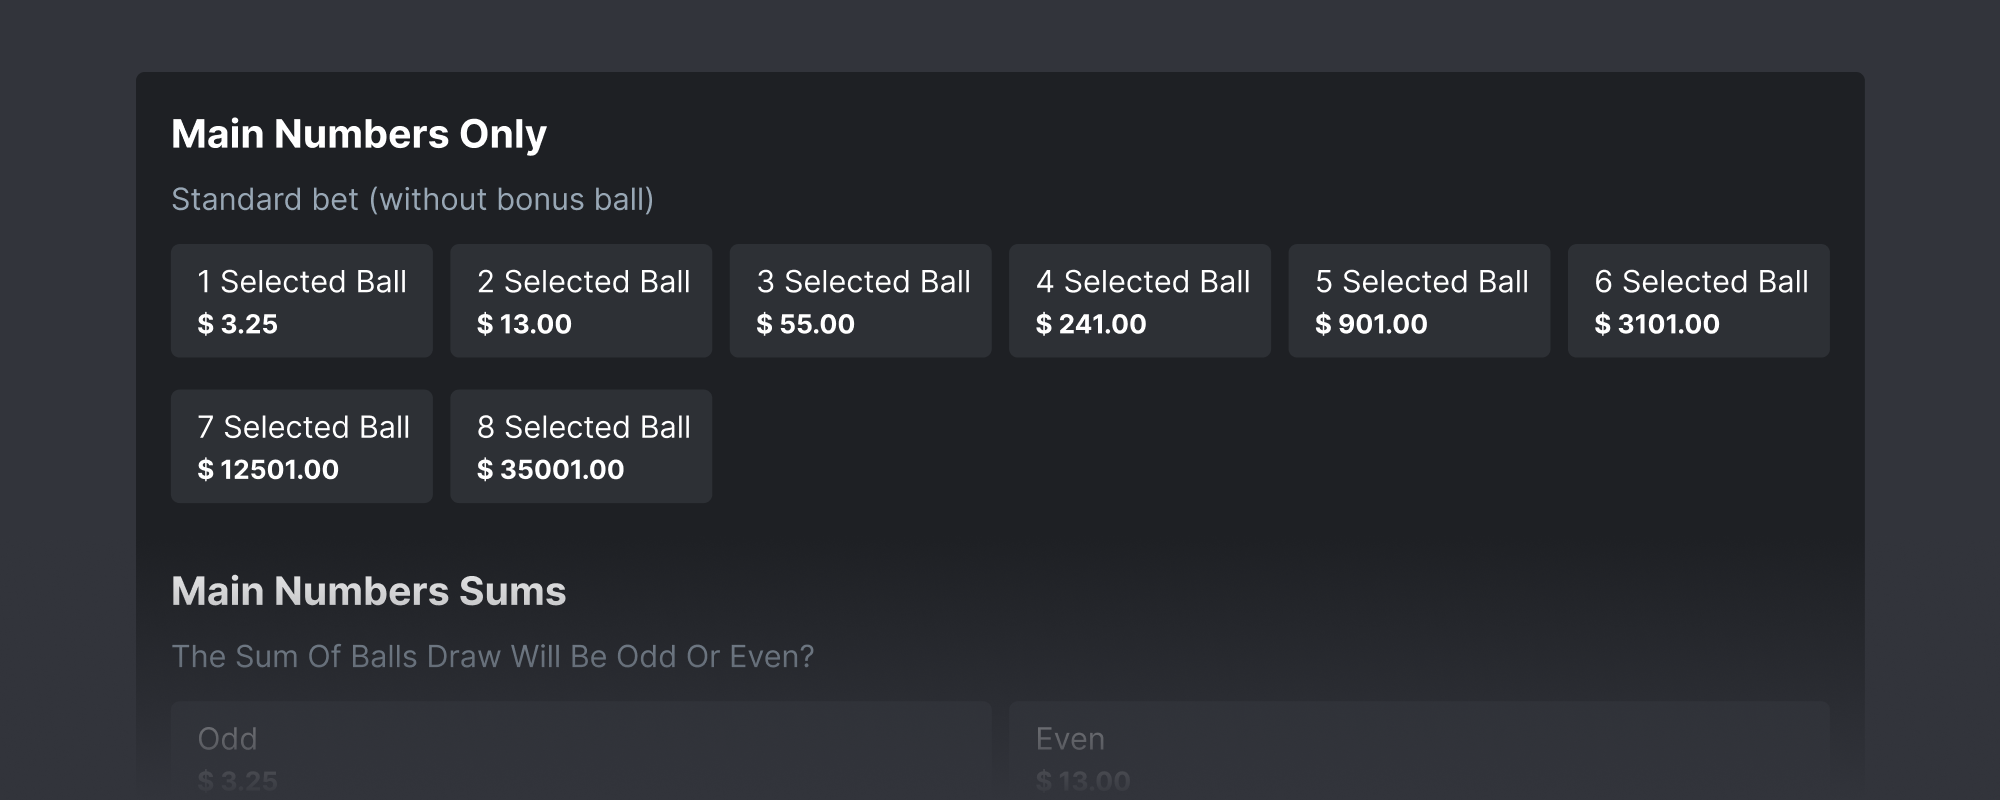 Main Numbers Only
Standard bet (without bonus ball)
1 Selected Ball
$ 3.25
2 Selected Ball
$ 13.00
3 Selected Ball
$ 55.00
4 Selected Ball
$ 241.00
5 Selected Ball
$ 901.00
6 Selected Ball
$ 3101.00
7 Selected Ball
$ 12501.00
8 Selected Ball
$ 35001.00
Main Numbers Sums
The Sum Of Balls Draw Will Be Odd Or Even?
Odd
$ 3.25
Even
$ 13.00